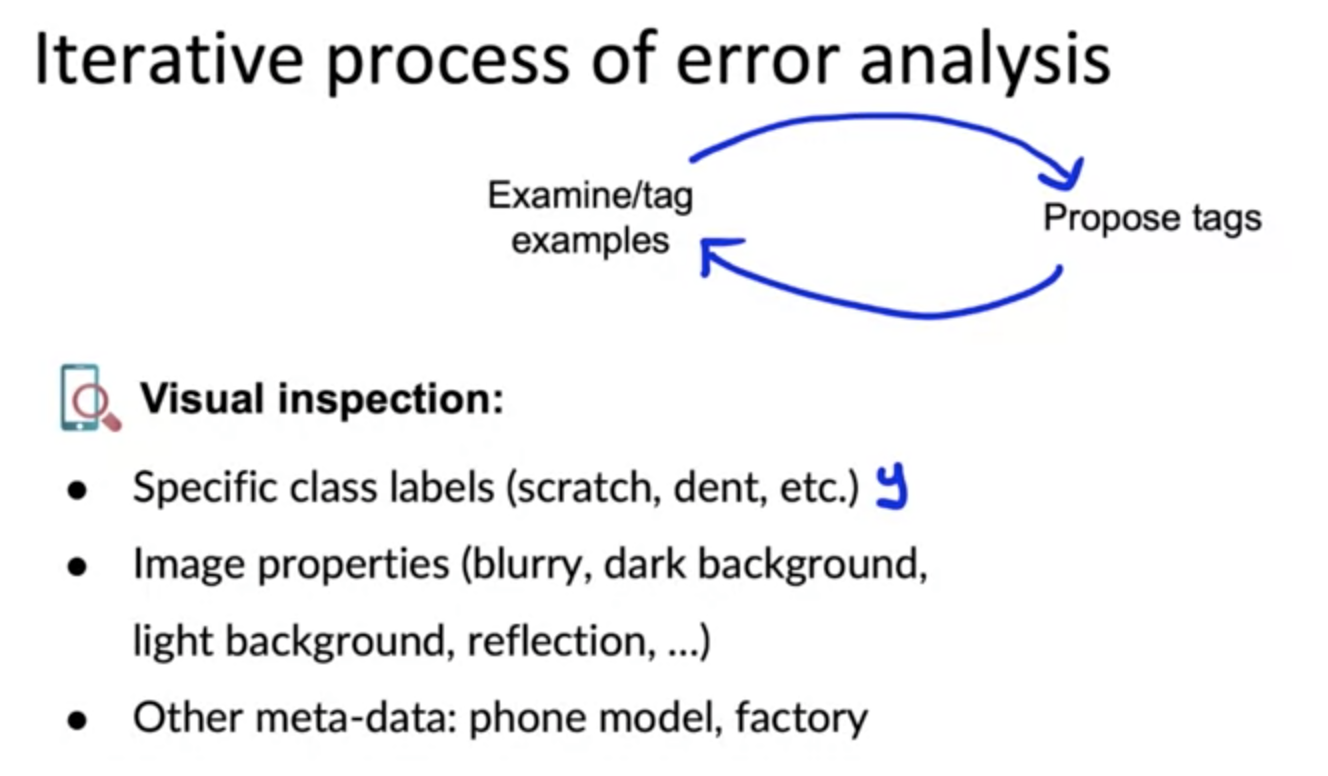 Iterative process of error analysis
Examine/tag
examples
Propose tags
Visual inspection:
● Specific class labels (scratch, dent, etc.) y
● Image properties (blurry, dark background,
light background, reflection, ...)
● Other meta-data: phone model, factory